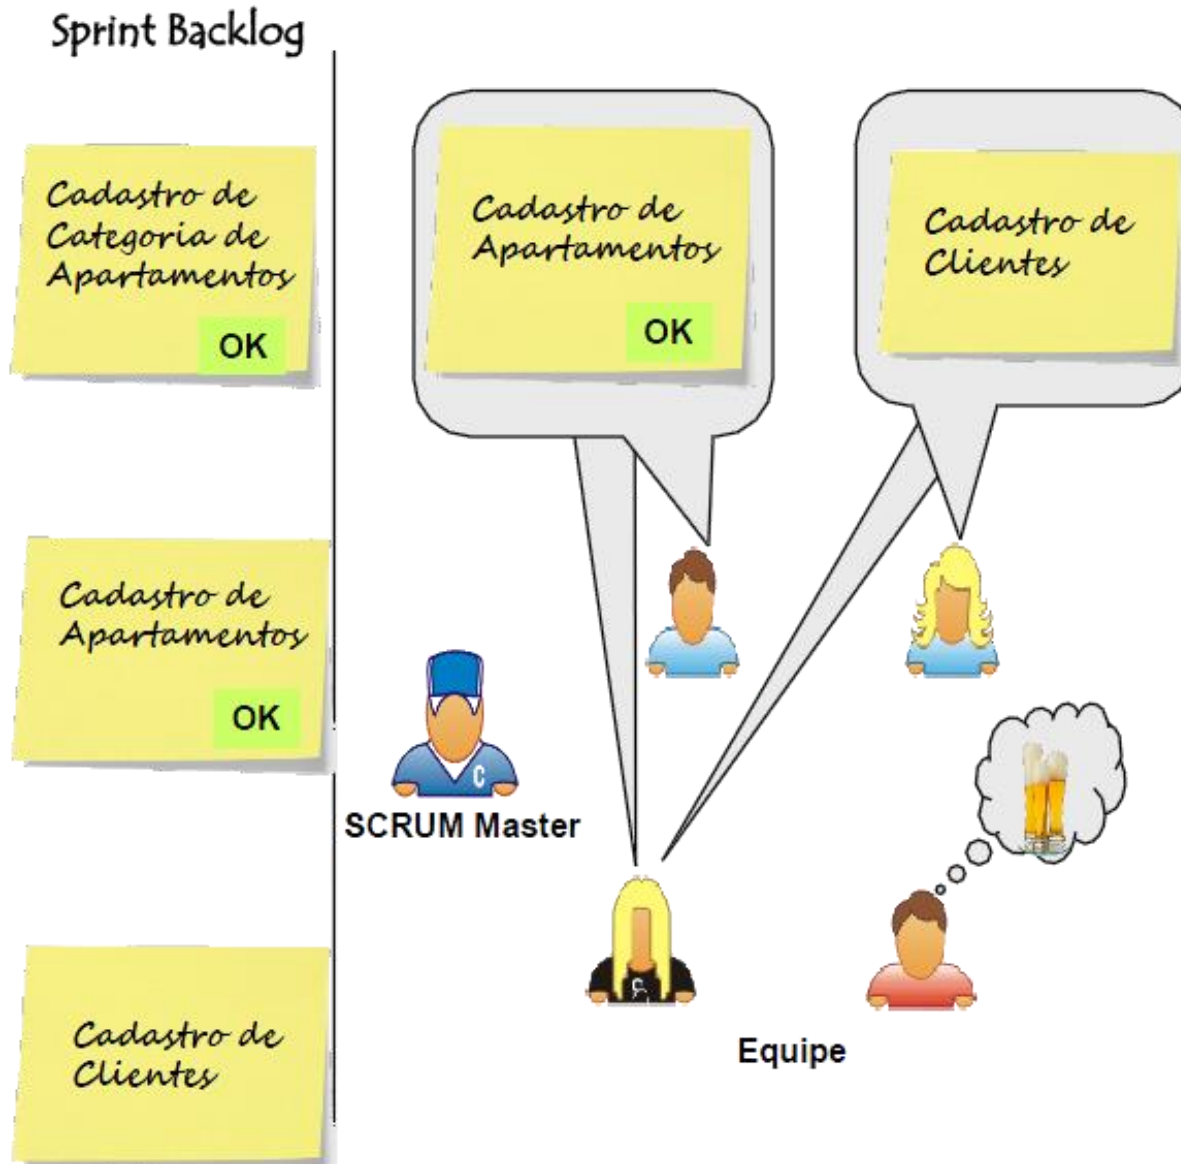 Sprint Backlog
Cadastro de
Categoria de
Apartamentos
OK
Cadastro de
Apartamentos
OK
Cadastro de
Clientes
Cadastro de
Apartamentos
OK
Cadastro de
Clientes
C
SCRUM Master
Equipe